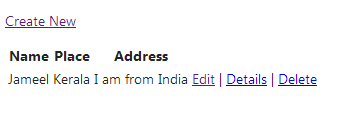 Create New
Name Place Address
Jameel Kerala I am from India Edit | Details | Delete